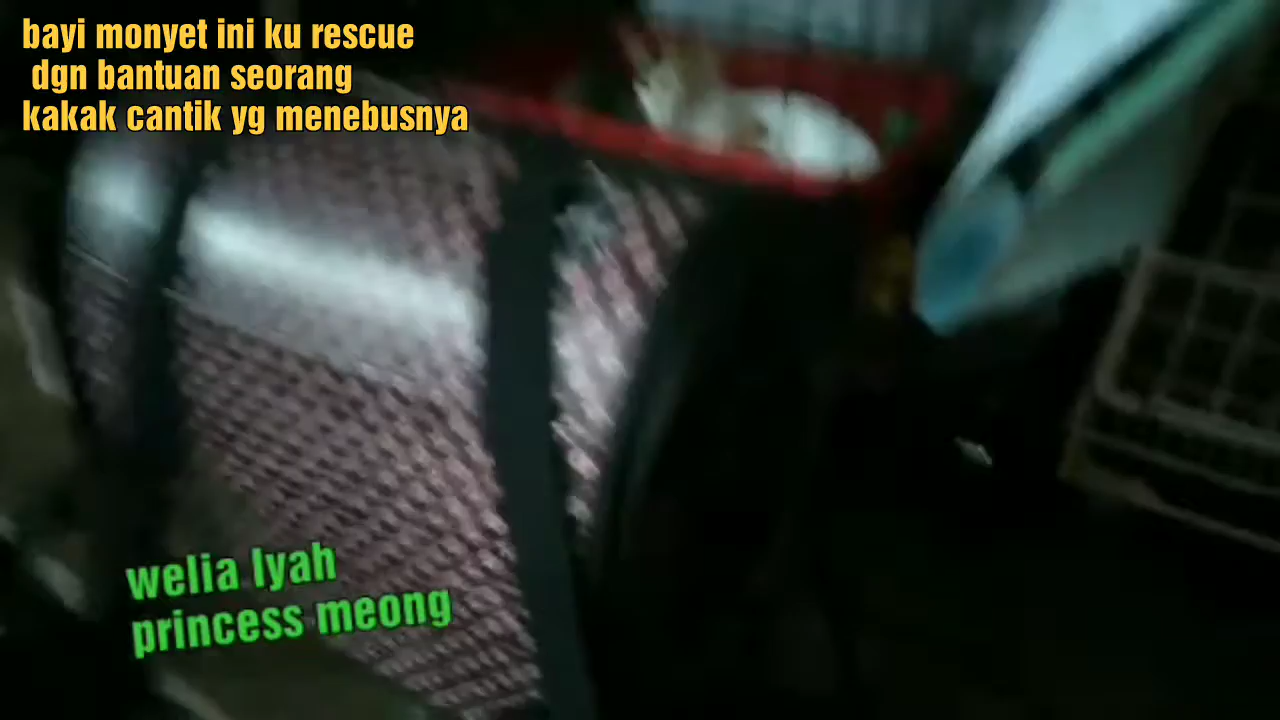 bayi monyet ini ku rescue
dgn bantuan seorang
kakak cantik yg menebusnya
welia lyah
princess meong